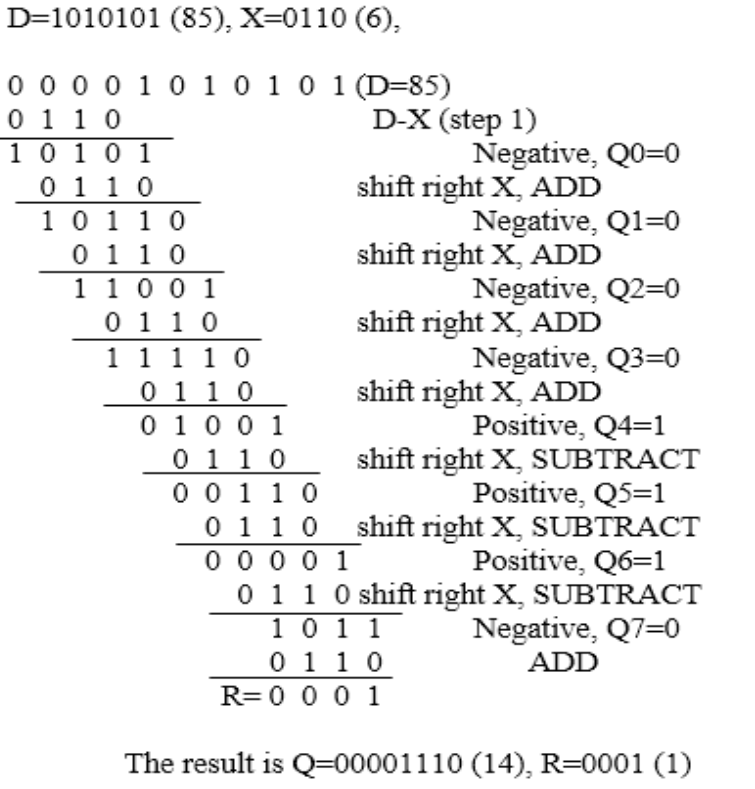 D=1010101 (85), X=0110 (6),
0 0 0 0 1 0 1 0 1 0 1 (D=85)
0 1 1 0 D-X (step 1)
1 0 1 0 1 Negative, Q0=0
0 1 1 0 shift right X, ADD
1 0 1 1 0 Negative, Q1=0
0 1 1 0 shift right X, ADD
1 1 0 0 1 Negative, Q2=0
0 1 1 0 shift right X, ADD
1 1 1 1 0 Negative, Q3=0
0 1 1 0 shift right X, ADD
0 1 0 0 1 Positive, Q4=1
0 1 1 0 shift right X, SUBTRACT
0 0 1 1 0 Positive, Q5=1
0 1 1 0 shift right X, SUBTRACT
0 0 0 0 1 Positive, Q6=1
0 1 1 0 shift right X, SUBTRACT
1 0 1 1 Negative, Q7=0
0 1 1 0 ADD
R= 0 0 0 1
The result is Q=00001110 (14), R=0001 (1)